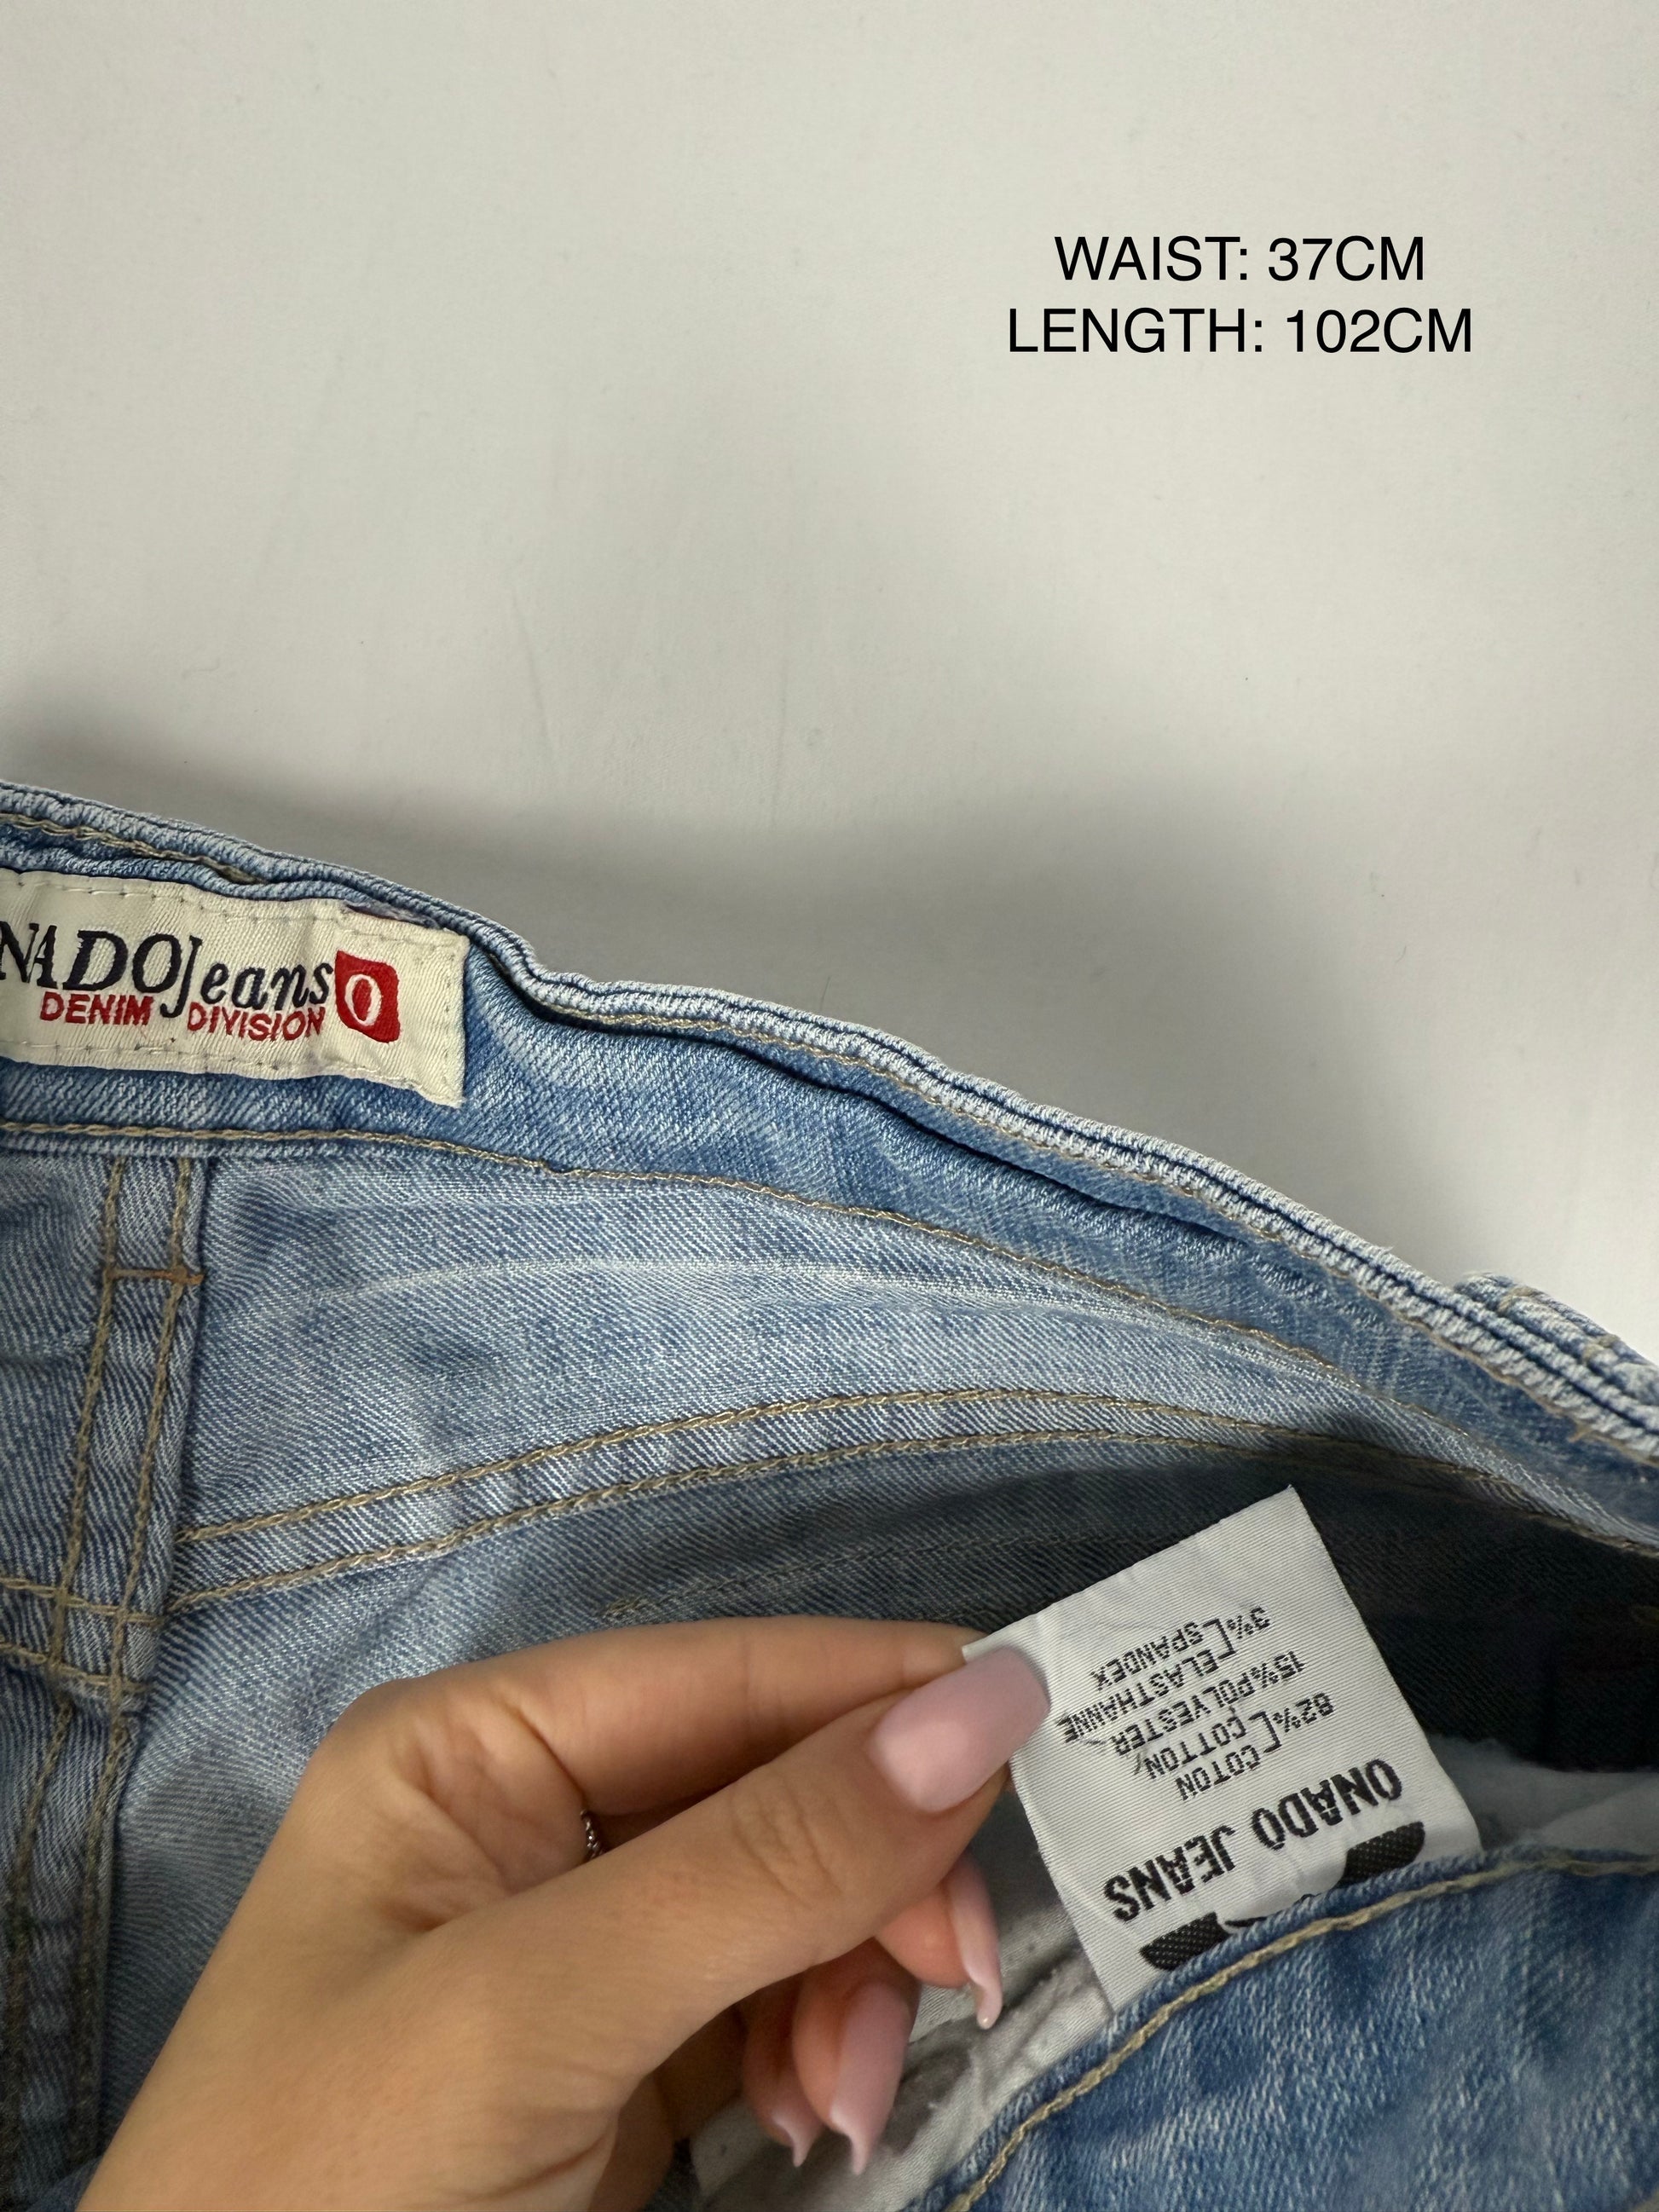 WAIST: 37CM
LENGTH: 102CM
NADO Jeans O
DENIM DIVISION
ONADO JEANS
82% [COTON
COTTON
15% POLYESTER
3% [ELASTHANNE
SPANDEX